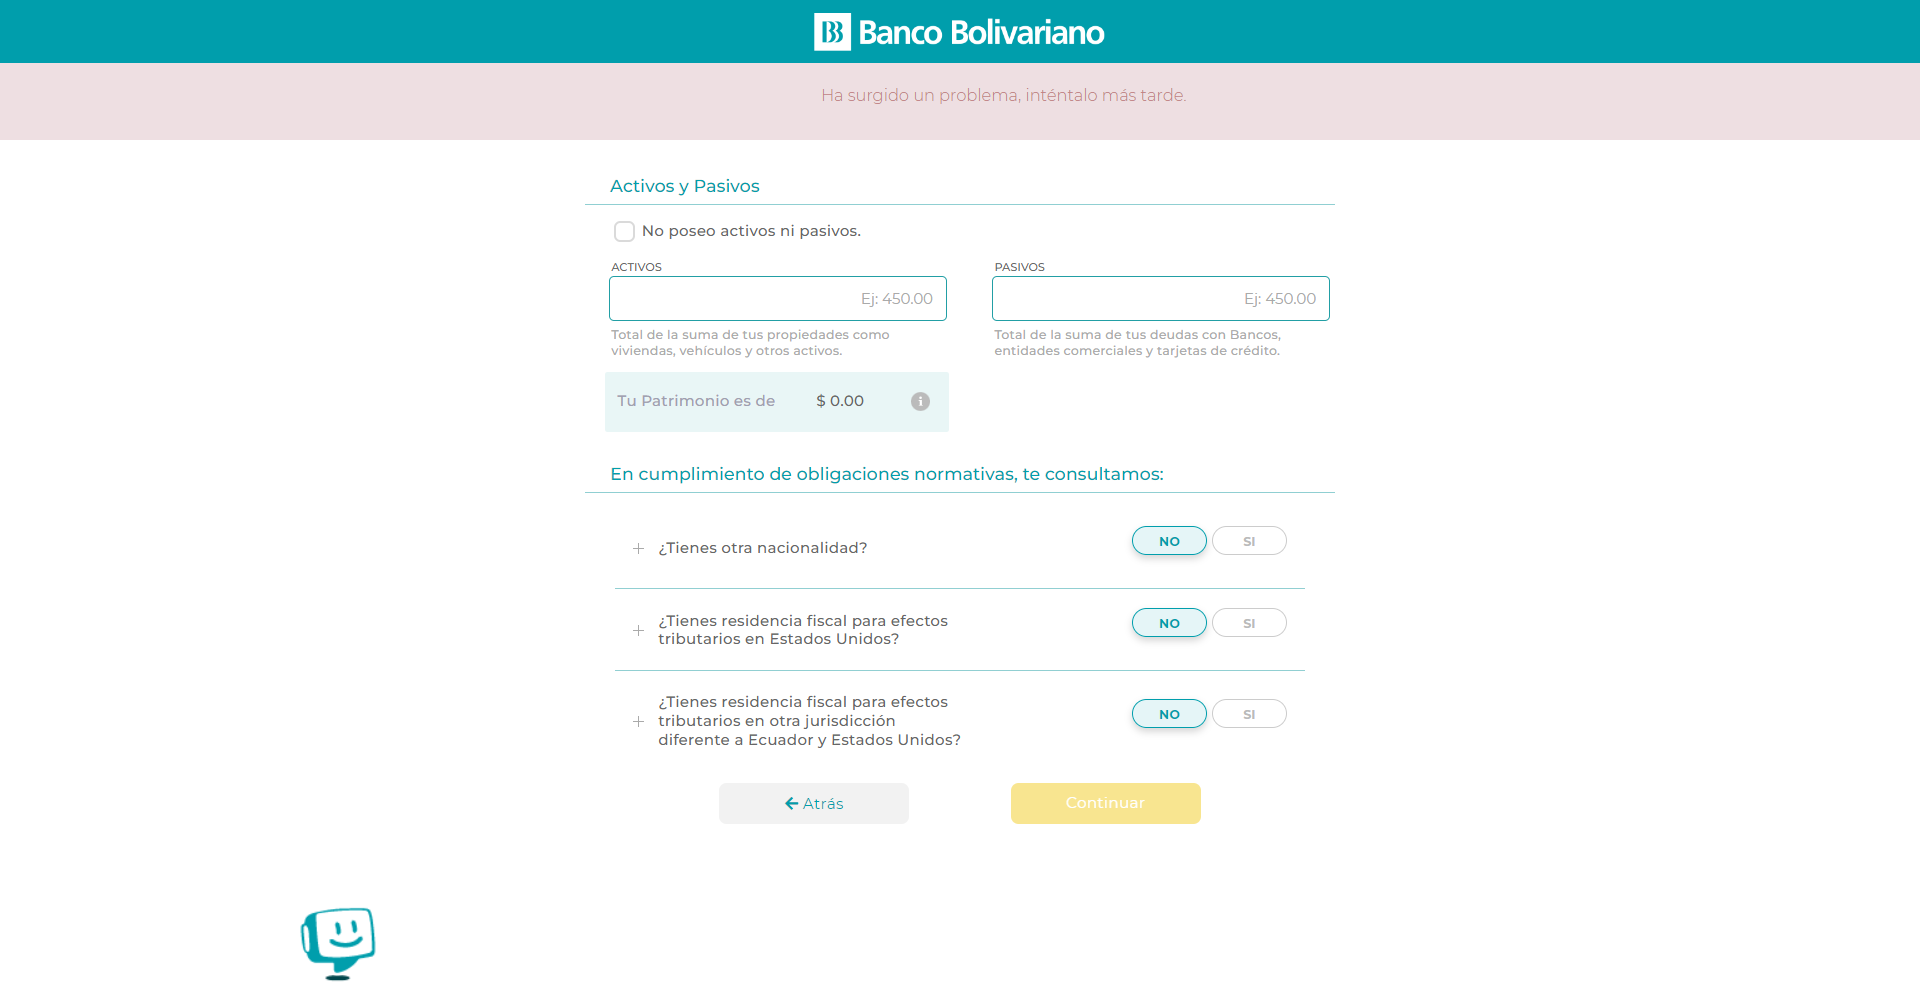 Banco Bolivariano
Ha surgido un problema, inténtalo más tarde.
Activos y Pasivos
No poseo activos ni pasivos.
ACTIVOS
Ej: 450.00
Total de la suma de tus propiedades como
viviendas, vehículos y otros activos.
PASIVOS
Ej: 450.00
Total de la suma de tus deudas con Bancos,
entidades comerciales y tarjetas de crédito.
Tu Patrimonio es de $ 0.00
En cumplimiento de obligaciones normativas, te consultamos:
¿Tienes otra nacionalidad?
NO SI
¿Tienes residencia fiscal para efectos
tributarios en Estados Unidos?
NO SI
¿Tienes residencia fiscal para efectos
tributarios en otra jurisdicción
diferente a Ecuador y Estados Unidos?
NO SI
Atrás
Continuar